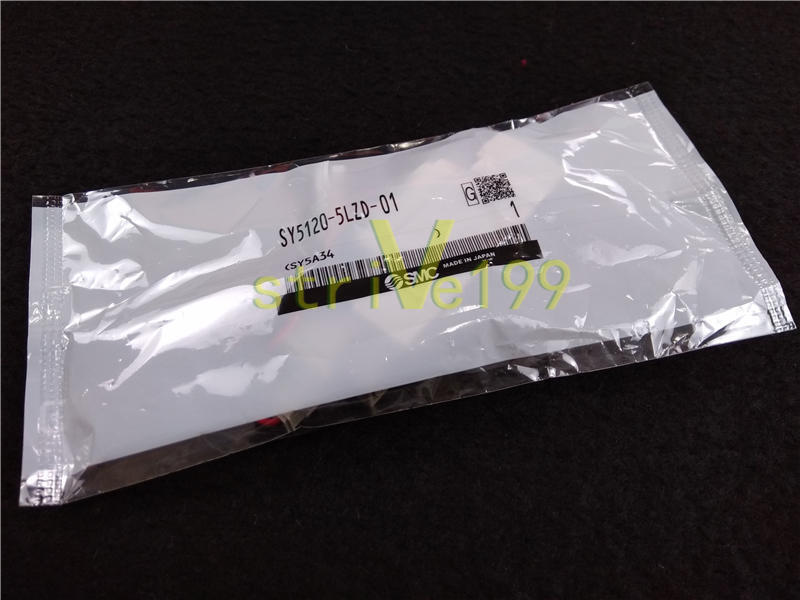 G
SY5120-5LZD-01
1
(SY5A34 )
SMC MADE IN JAPAN
striVe199